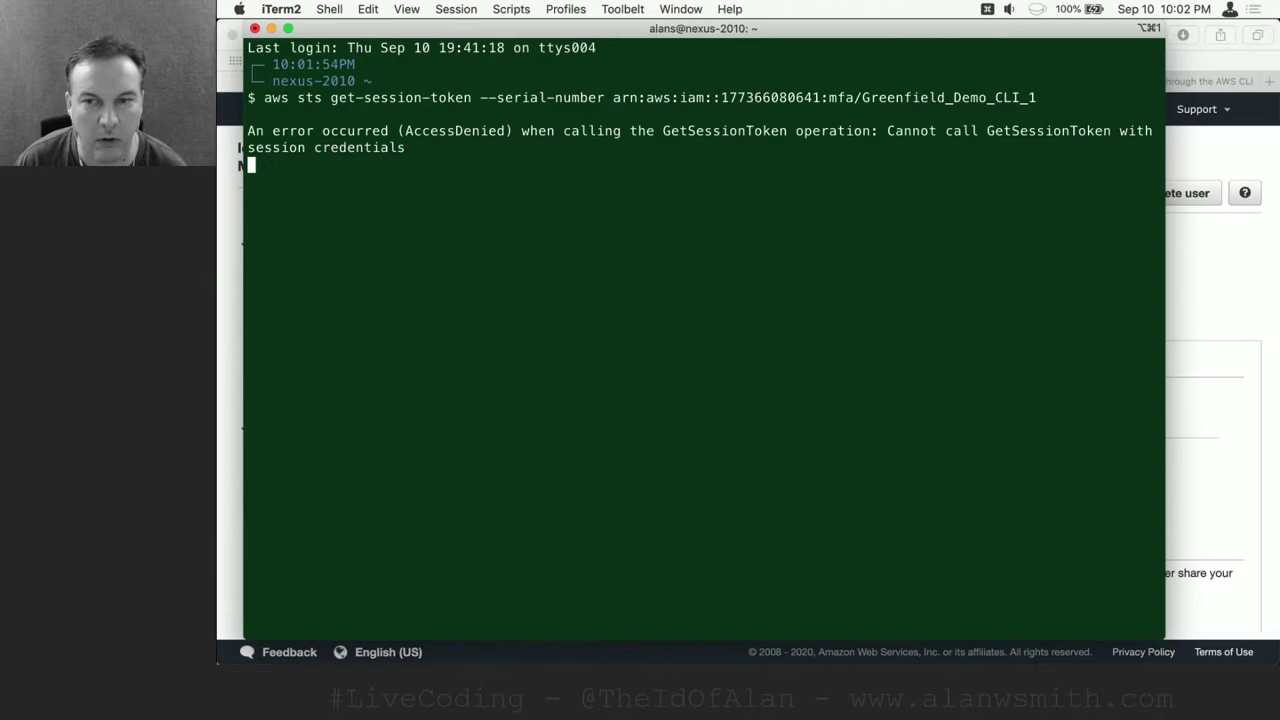 iTerm2 Shell Edit View Session Scripts Profiles Toolbelt Window Help 100% Sep 10 10:02 PM
alans@nexus-2010: ~ ⌥⌘1
Last login: Thu Sep 10 19:41:18 on ttys004
10:01:54PM
nexus-2010 ~
$ aws sts get-session-token --serial-number arn:aws:iam::177366080641:mfa/Greenfield_Demo_CLI_1
An error occurred (AccessDenied) when calling the GetSessionToken operation: Cannot call GetSessionToken with
session credentials
through the AWS CLI
Support
ete user ?
er share your
Feedback English (US) © 2008 - 2020, Amazon Web Services, Inc. or its affiliates. All rights reserved. Privacy Policy Terms of Use
#LiveCoding - @TheIdOfAlan - www.alanwsmith.com